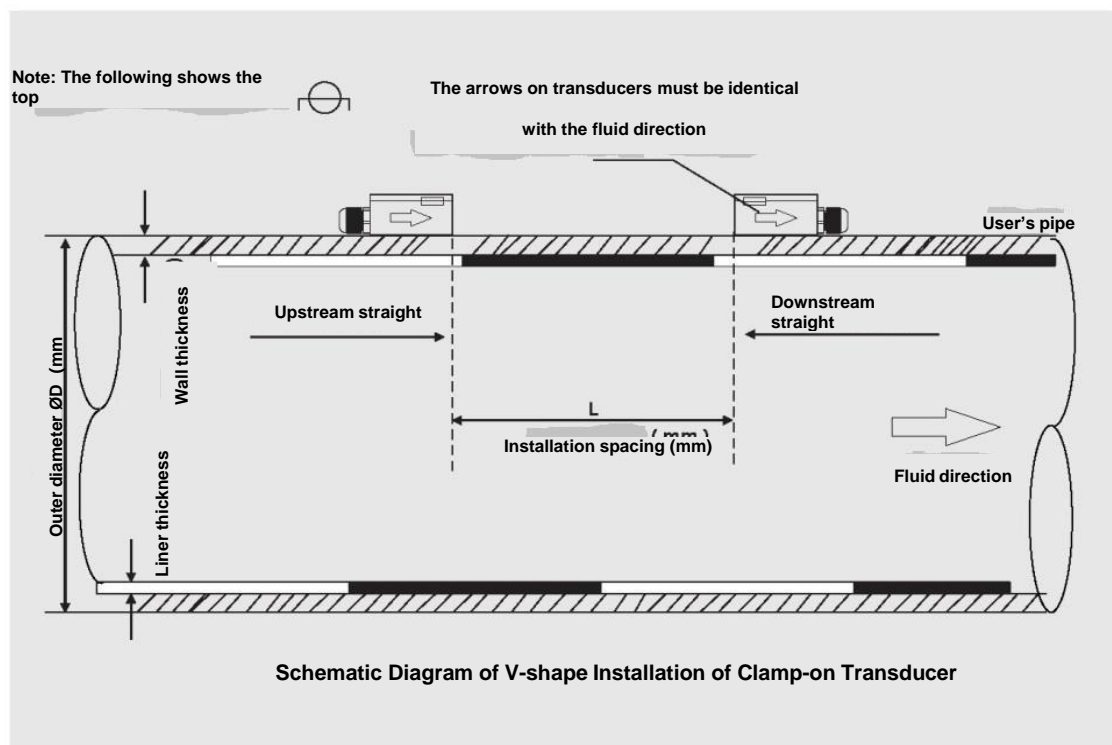 Note: The following shows the
top
The arrows on transducers must be identical
with the fluid direction
User's pipe
Upstream straight
Downstream
straight
Wall thickness
Outer diameter ØD (mm
Liner thickness
L
(mm)
Installation spacing (mm)
Fluid direction
Schematic Diagram of V-shape Installation of Clamp-on Transducer